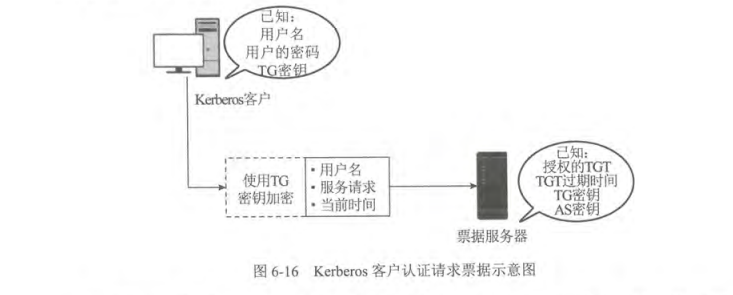 已知：
用户名
用户的密码
TG密钥
Kerberos客户
使用TG
密钥加密
• 用户名
• 服务请求
• 当前时间
已知：
授权的TGT
TGT过期时间
TG密钥
AS密钥
票据服务器
图 6-16 Kerberos 客户认证请求票据示意图